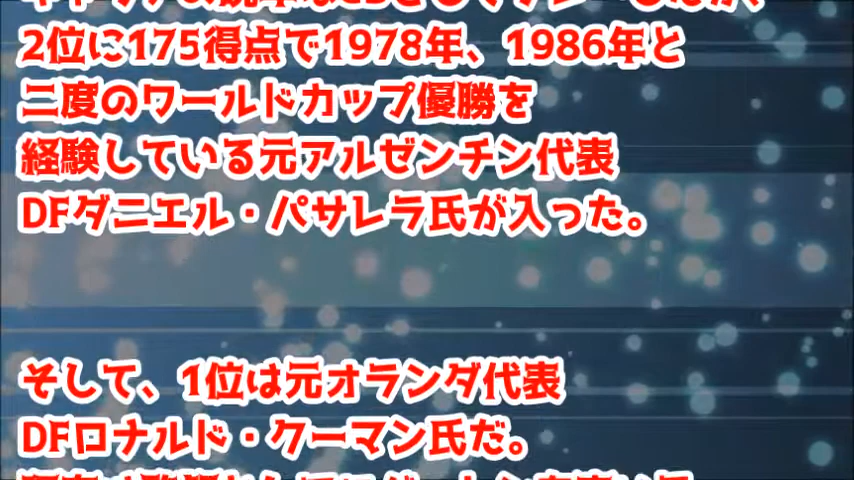 2位に175得点で1978年、1986年と
二度のワールドカップ優勝を
経験している元アルゼンチン代表
DFダニエル・パサレラ氏が入った。
そして、1位は元オランダ代表
DFロナルド・クーマン氏だ。